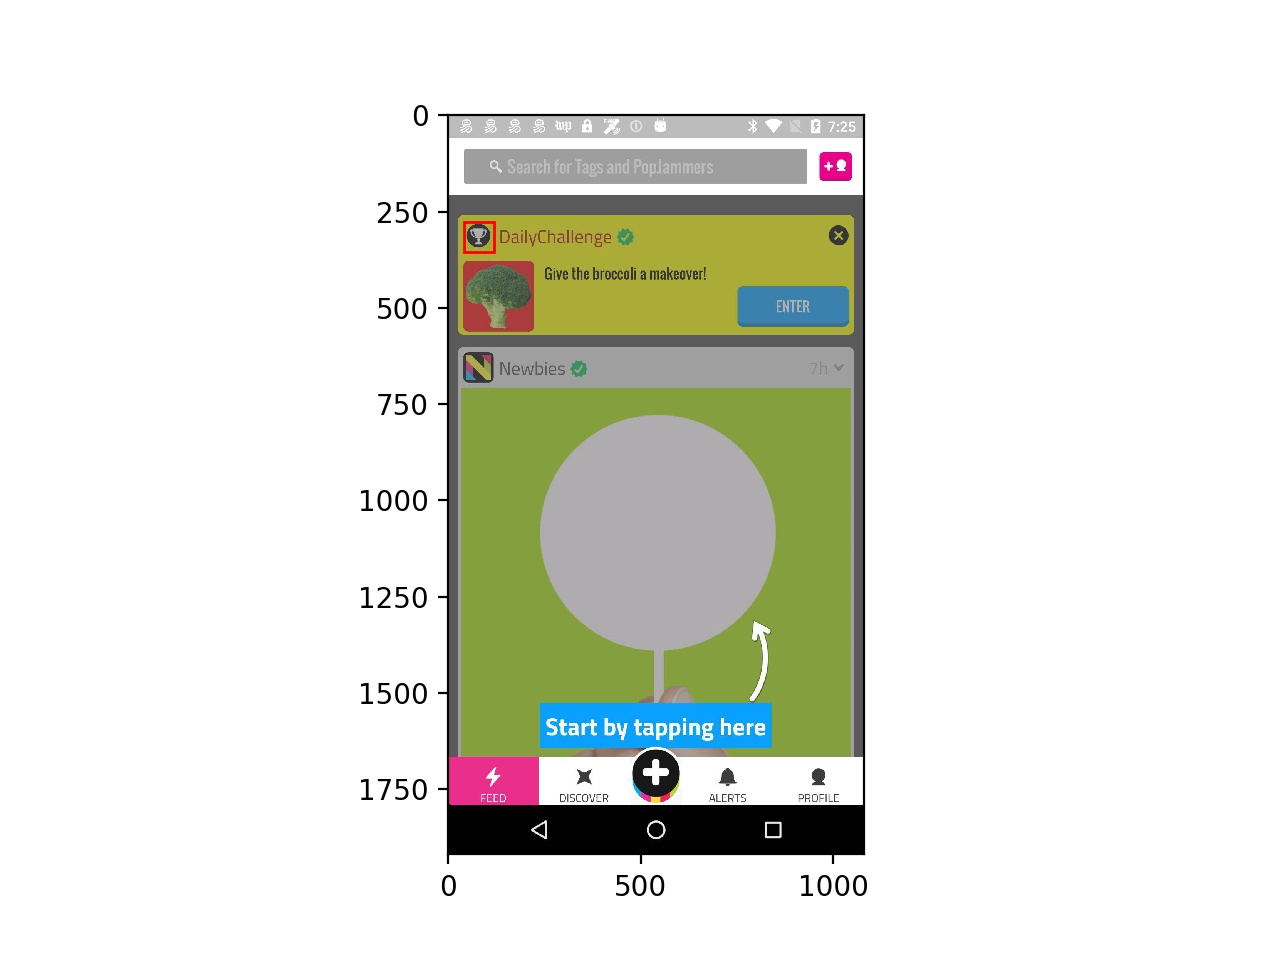 0
7:25
Search for Tags and PopJammers
250
DailyChallenge
Give the broccoli a makeover!
500
ENTER
Newbies
7h
750
1000
1250
1500
Start by tapping here
1750
FEED
DISCOVER
ALERTS
PROFILE
0
500
1000